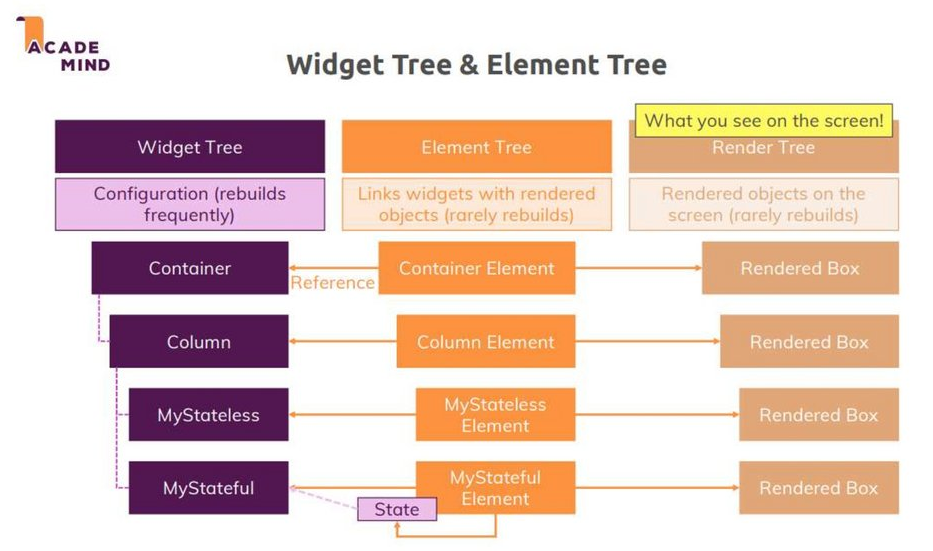 ACADE
MIND
Widget Tree & Element Tree
What you see on the screen!
Widget Tree
Element Tree
Render Tree
Configuration (rebuilds
frequently)
Links widgets with rendered
objects (rarely rebuilds)
Rendered objects on the
screen (rarely rebuilds)
Container
Reference
Container Element
Rendered Box
Column
Column Element
Rendered Box
MyStateless
MyStateless
Element
Rendered Box
MyStateful
MyStateful
Element
Rendered Box
State